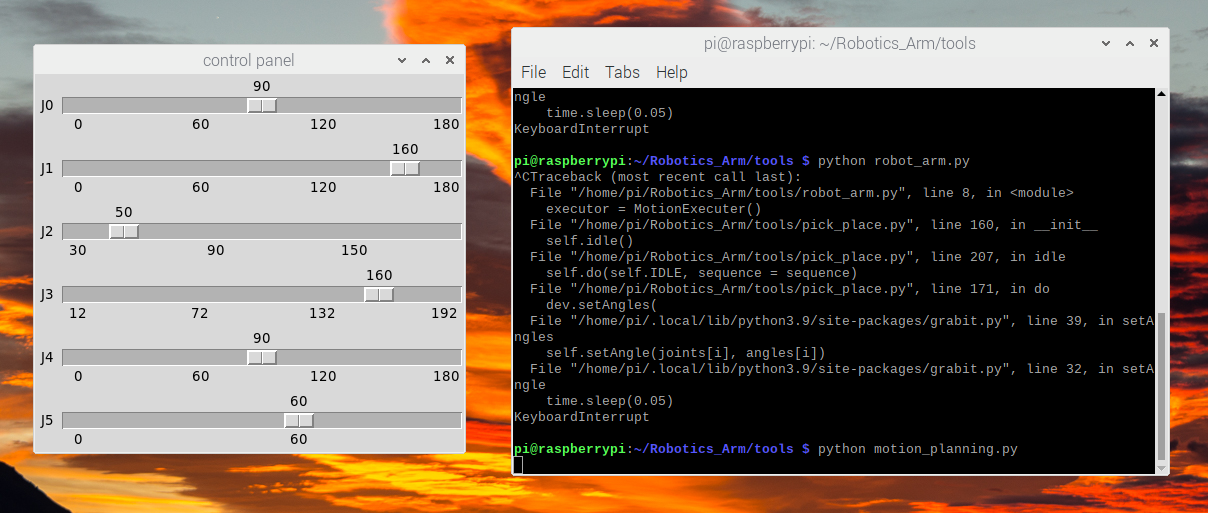 control panel
90
J0
0 60 120 180
160
J1
0 60 120 180
50
J2
30 90 150
160
J3
12 72 132 192
90
J4
0 60 120 180
60
J5
0 60
pi@raspberrypi: ~/Robotics_Arm/tools
File Edit Tabs Help
ngle
    time.sleep(0.05)
KeyboardInterrupt
pi@raspberrypi:~/Robotics_Arm/tools $ python robot_arm.py
^CTraceback (most recent call last):
  File "/home/pi/Robotics_Arm/tools/robot_arm.py", line 8, in <module>
    executor = MotionExecuter()
  File "/home/pi/Robotics_Arm/tools/pick_place.py", line 160, in __init__
    self.idle()
  File "/home/pi/Robotics_Arm/tools/pick_place.py", line 207, in idle
    self.do(self.IDLE, sequence = sequence)
  File "/home/pi/Robotics_Arm/tools/pick_place.py", line 171, in do
    dev.setAngles(
  File "/home/pi/.local/lib/python3.9/site-packages/grabit.py", line 39, in setA
ngles
    self.setAngle(joints[i], angles[i])
  File "/home/pi/.local/lib/python3.9/site-packages/grabit.py", line 32, in setA
ngle
    time.sleep(0.05)
KeyboardInterrupt
pi@raspberrypi:~/Robotics_Arm/tools $ python motion_planning.py